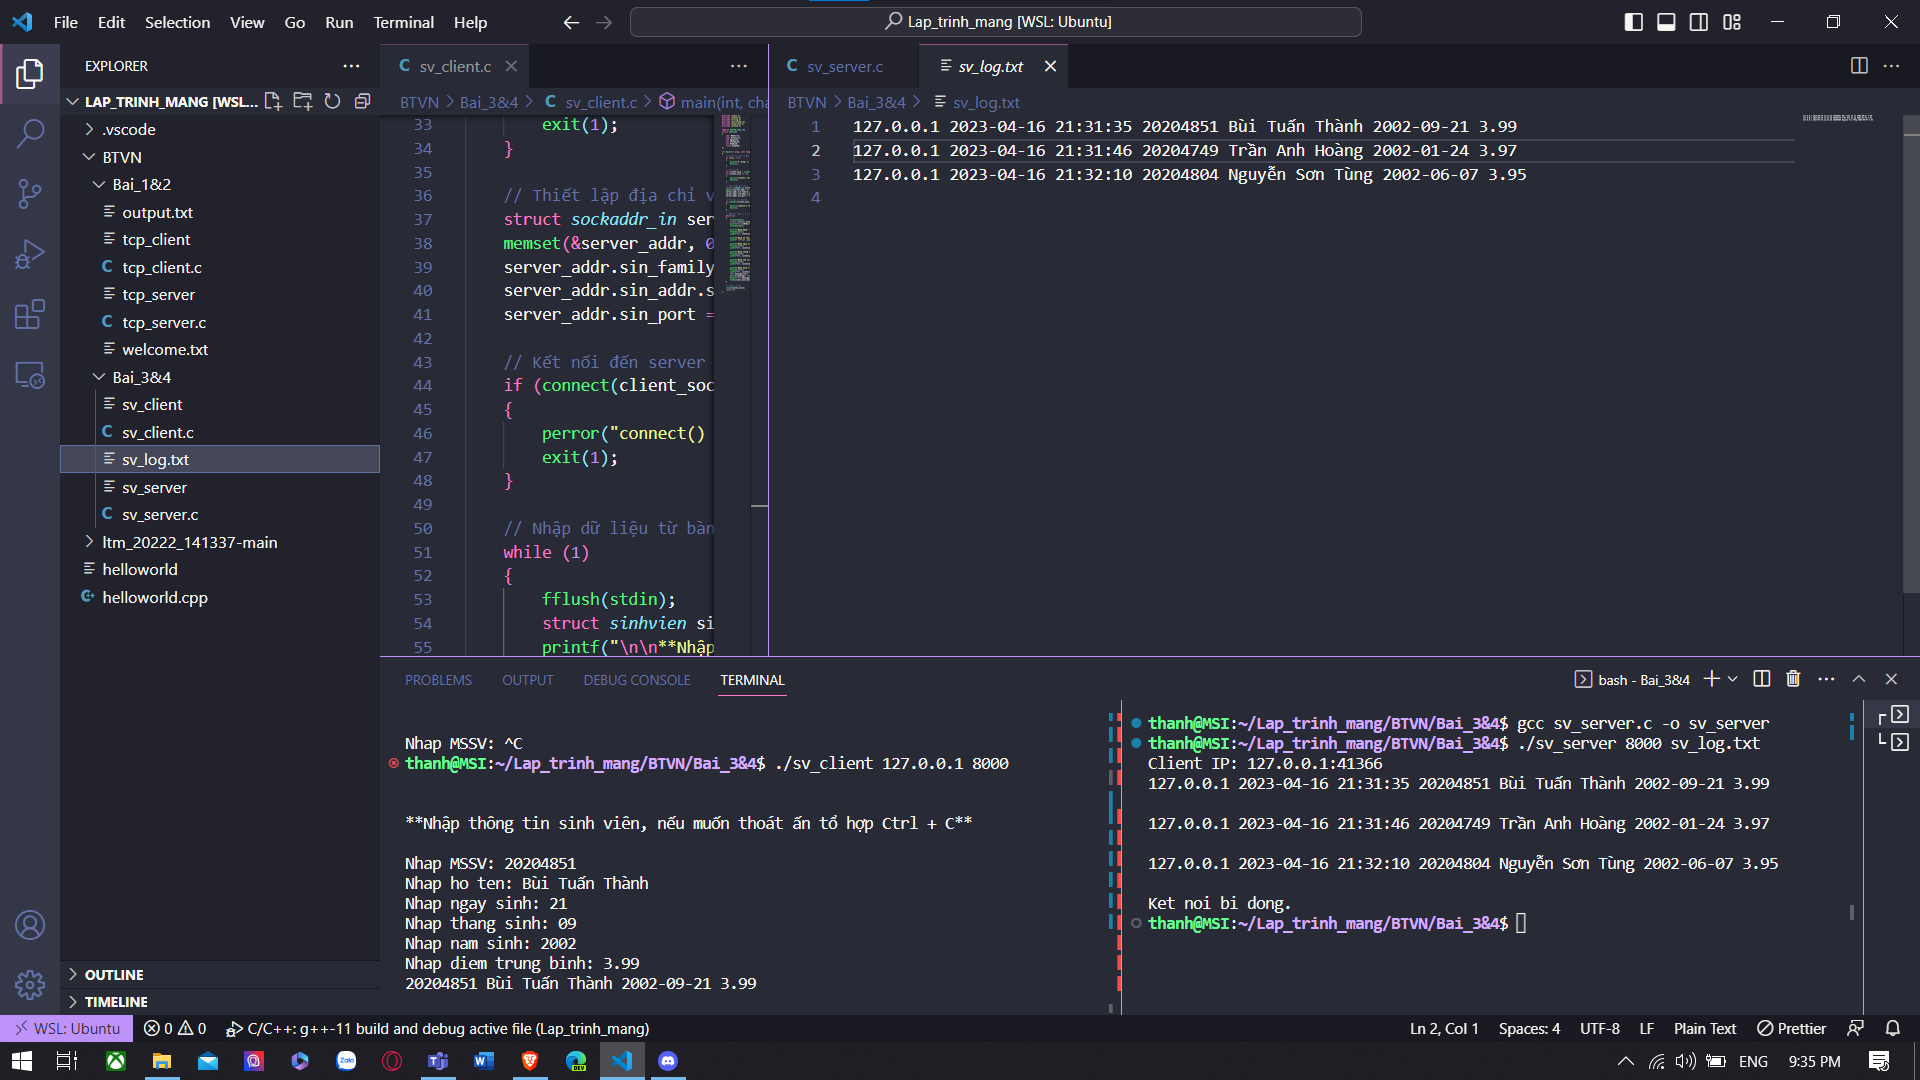 File Edit Selection View Go Run Terminal Help
Lap_trinh_mang [WSL: Ubuntu]
EXPLORER
LAP_TRINH_MANG [WSL...
.vscode
BTVN
Bai_1&2
output.txt
tcp_client
tcp_client.c
tcp_server
tcp_server.c
welcome.txt
Bai_3&4
sv_client
sv_client.c
sv_log.txt
sv_server
sv_server.c
ltm_20222_141337-main
helloworld
helloworld.cpp
OUTLINE
TIMELINE
sv_client.c
BTVN > Bai_3&4 > sv_client.c > main(int, cha
33 exit(1);
34 }
35
36 // Thiết lập địa chỉ v
37 struct sockaddr_in ser
38 memset(&server_addr, 0
39 server_addr.sin_family
40 server_addr.sin_addr.s
41 server_addr.sin_port =
42
43 // Kết nối đến server
44 if (connect(client_soc
45 {
46 perror("connect()
47 exit(1);
48 }
49
50 // Nhập dữ liệu từ bàn
51 while (1)
52 {
53 fflush(stdin);
54 struct sinhvien si
55 printf("\n\n**Nhập
sv_server.c sv_log.txt
BTVN > Bai_3&4 > sv_log.txt
1 127.0.0.1 2023-04-16 21:31:35 20204851 Bùi Tuấn Thành 2002-09-21 3.99
2 127.0.0.1 2023-04-16 21:31:46 20204749 Trần Anh Hoàng 2002-01-24 3.97
3 127.0.0.1 2023-04-16 21:32:10 20204804 Nguyễn Sơn Tùng 2002-06-07 3.95
4
PROBLEMS OUTPUT DEBUG CONSOLE TERMINAL
bash - Bai_3&4
Nhap MSSV: ^C
thanh@MSI:~/Lap_trinh_mang/BTVN/Bai_3&4$ ./sv_client 127.0.0.1 8000
**Nhập thông tin sinh viên, nếu muốn thoát ấn tổ hợp Ctrl + C**
Nhap MSSV: 20204851
Nhap ho ten: Bùi Tuấn Thành
Nhap ngay sinh: 21
Nhap thang sinh: 09
Nhap nam sinh: 2002
Nhap diem trung binh: 3.99
20204851 Bùi Tuấn Thành 2002-09-21 3.99
thanh@MSI:~/Lap_trinh_mang/BTVN/Bai_3&4$ gcc sv_server.c -o sv_server
thanh@MSI:~/Lap_trinh_mang/BTVN/Bai_3&4$ ./sv_server 8000 sv_log.txt
Client IP: 127.0.0.1:41366
127.0.0.1 2023-04-16 21:31:35 20204851 Bùi Tuấn Thành 2002-09-21 3.99
127.0.0.1 2023-04-16 21:31:46 20204749 Trần Anh Hoàng 2002-01-24 3.97
127.0.0.1 2023-04-16 21:32:10 20204804 Nguyễn Sơn Tùng 2002-06-07 3.95
Ket noi bi dong.
thanh@MSI:~/Lap_trinh_mang/BTVN/Bai_3&4$
WSL: Ubuntu 0 0 C/C++: g++-11 build and debug active file (Lap_trinh_mang)
Ln 2, Col 1 Spaces: 4 UTF-8 LF Plain Text Prettier
Zalo DEV ENG 9:35 PM